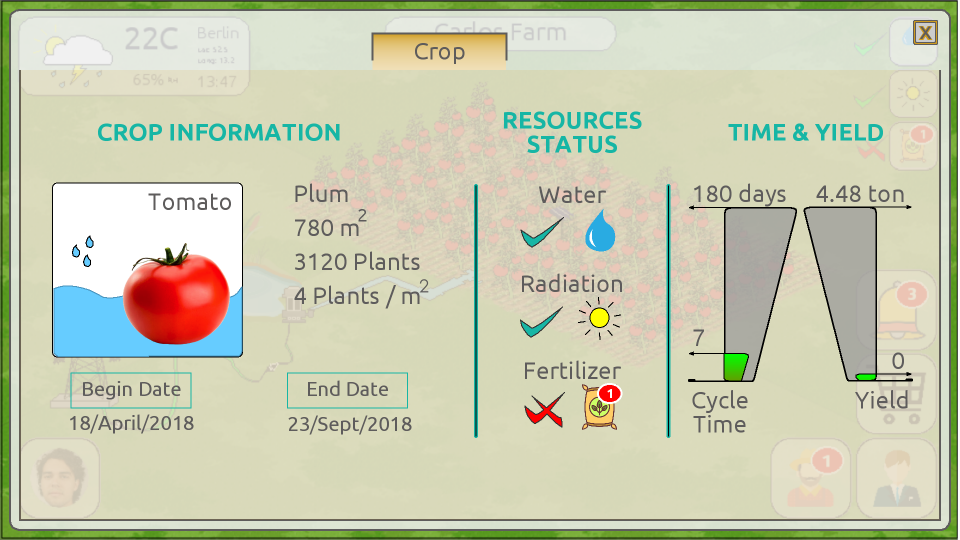 22C
Berlin
65%
13:47
Carlos Farm
Crop
X
1
CROP INFORMATION
RESOURCES
STATUS
TIME & YIELD
Tomato
Plum
780 m2
3120 Plants
4 Plants / m2
Begin Date
End Date
18/April/2018
23/Sept/2018
Water
Radiation
Fertilizer
1
180 days
4.48 ton
7
0
Cycle
Time
Yield
3
1